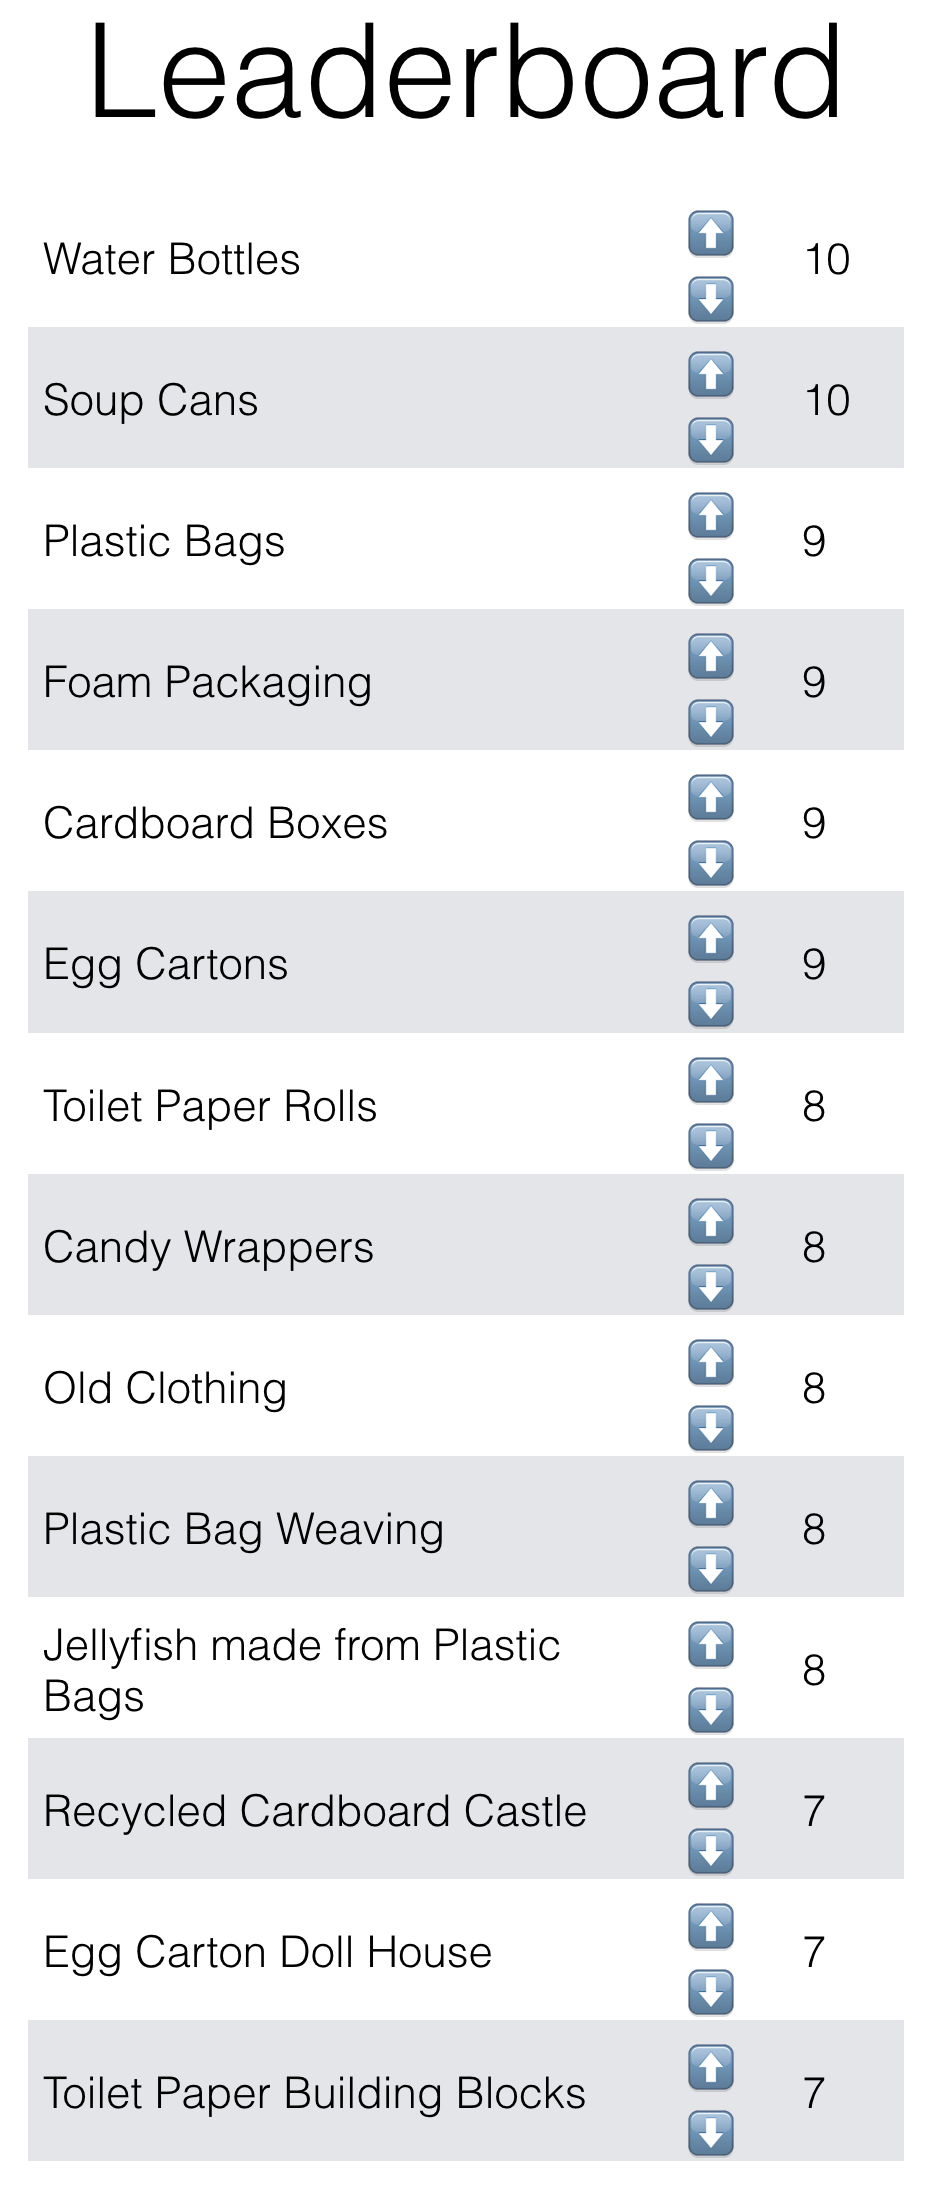 Leaderboard
Water Bottles 10
Soup Cans 10
Plastic Bags 9
Foam Packaging 9
Cardboard Boxes 9
Egg Cartons 9
Toilet Paper Rolls 8
Candy Wrappers 8
Old Clothing 8
Plastic Bag Weaving 8
Jellyfish made from Plastic
Bags 8
Recycled Cardboard Castle 7
Egg Carton Doll House 7
Toilet Paper Building Blocks 7